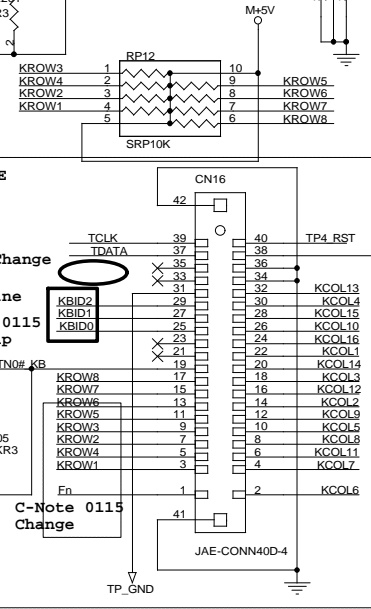 M+5V
RP12
KROW3 1 10
KROW4 2 9 KROW5
KROW2 3 8 KROW6
KROW1 4 7 KROW7
5 6 KROW8
SRP10K
CN16
42
TCLK 39 40 TP4_RST
TDATA 37 38
Change
35 36
33 34
31 32 KCOL13
KBID2 29 30 KCOL4
KBID1 27 28 KCOL15
0115
KBID0 25 26 KCOL10
23 24 KCOL16
21 22 KCOL1
TN0#_KB 19 20 KCOL14
KROW8 17 18 KCOL3
KROW7 15 16 KCOL12
KROW6 13 14 KCOL2
KROW5 11 12 KCOL9
KROW3 9 10 KCOL5
KROW2 7 8 KCOL8
KROW4 5 6 KCOL11
KROW1 3 4 KCOL7
Fn 1 2 KCOL6
C-Note 0115
Change
41
JAE-CONN40D-4
TP_GND